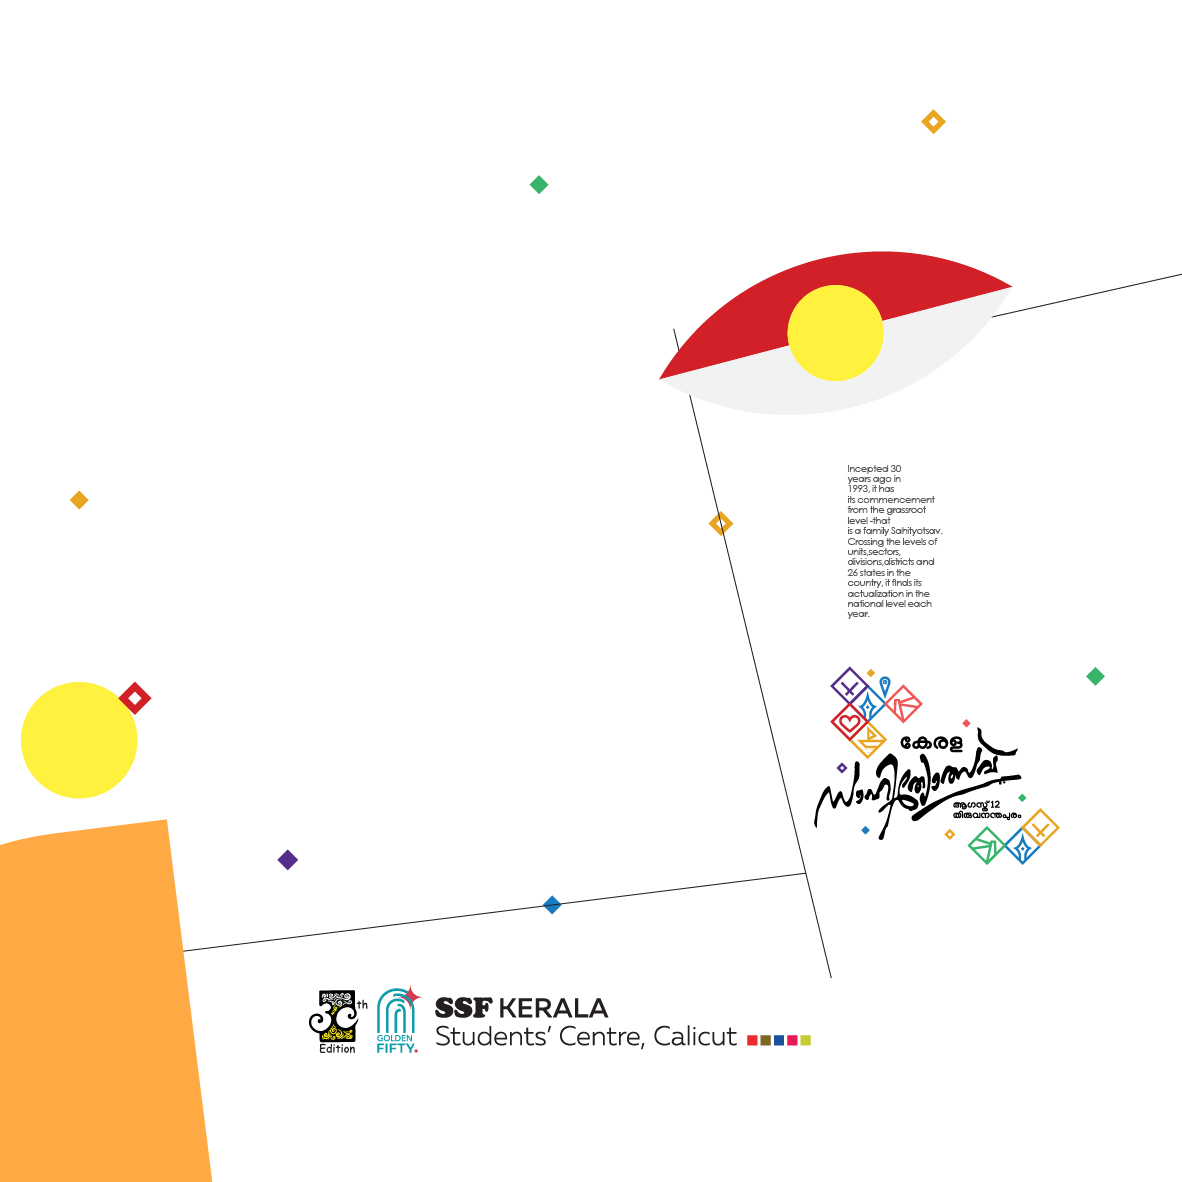 Incepted 30
years ago in
1993, it has
its commencement
from the grassroot
level -that
is a family Sahityotsav.
Crossing the levels of
units,sectors,
divisions,districts and
26 states in the
country, it finds its
actualization in the
national level each
year.
കേരള
സാഹിത്യോത്സവ്
ആഗസ്റ്റ് 12
തിരുവനന്തപുരം
30th
Edition
GOLDEN
FIFTY.
SSF KERALA
Students’ Centre, Calicut